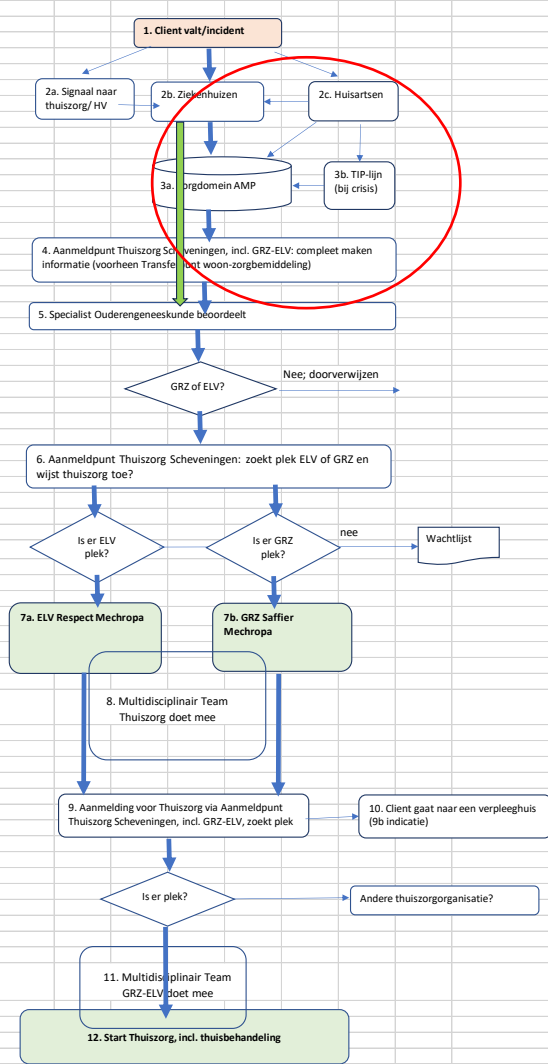 1. Client valt/incident
2a. Signaal naar
thuiszorg/ HV
2b. Ziekenhuizen
2c. Huisartsen
3a. Zorgdomein AMP
3b. TIP-lijn
(bij crisis)
4. Aanmeldpunt Thuiszorg Scheveningen, incl. GRZ-ELV: compleet maken
informatie (voorheen Transferpunt woon-zorgbemiddeling)
5. Specialist Ouderengeneeskunde beoordeelt
GRZ of ELV?
Nee; doorverwijzen
6. Aanmeldpunt Thuiszorg Scheveningen: zoekt plek ELV of GRZ en
wijst thuiszorg toe?
Is er ELV
plek?
Is er GRZ
plek?
nee
Wachtlijst
7a. ELV Respect Mechropa
7b. GRZ Saffier
Mechropa
8. Multidisciplinair Team
Thuiszorg doet mee
9. Aanmelding voor Thuiszorg via Aanmeldpunt
Thuiszorg Scheveningen, incl. GRZ-ELV, zoekt plek
10. Client gaat naar een verpleeghuis
(9b indicatie)
Is er plek?
Andere thuiszorgorganisatie?
11. Multidisciplinair Team
GRZ-ELV doet mee
12. Start Thuiszorg, incl. thuisbehandeling